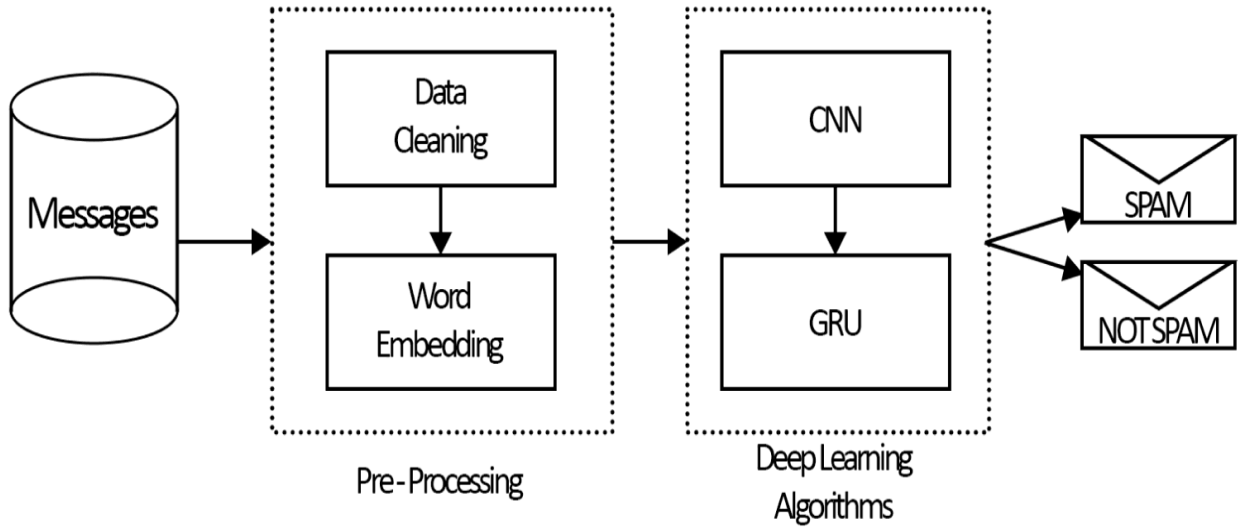 Messages
Data
Cleaning
Word
Embedding
Pre - Processing
CNN
GRU
Deep Learning
Algorithms
SPAM
NOT SPAM